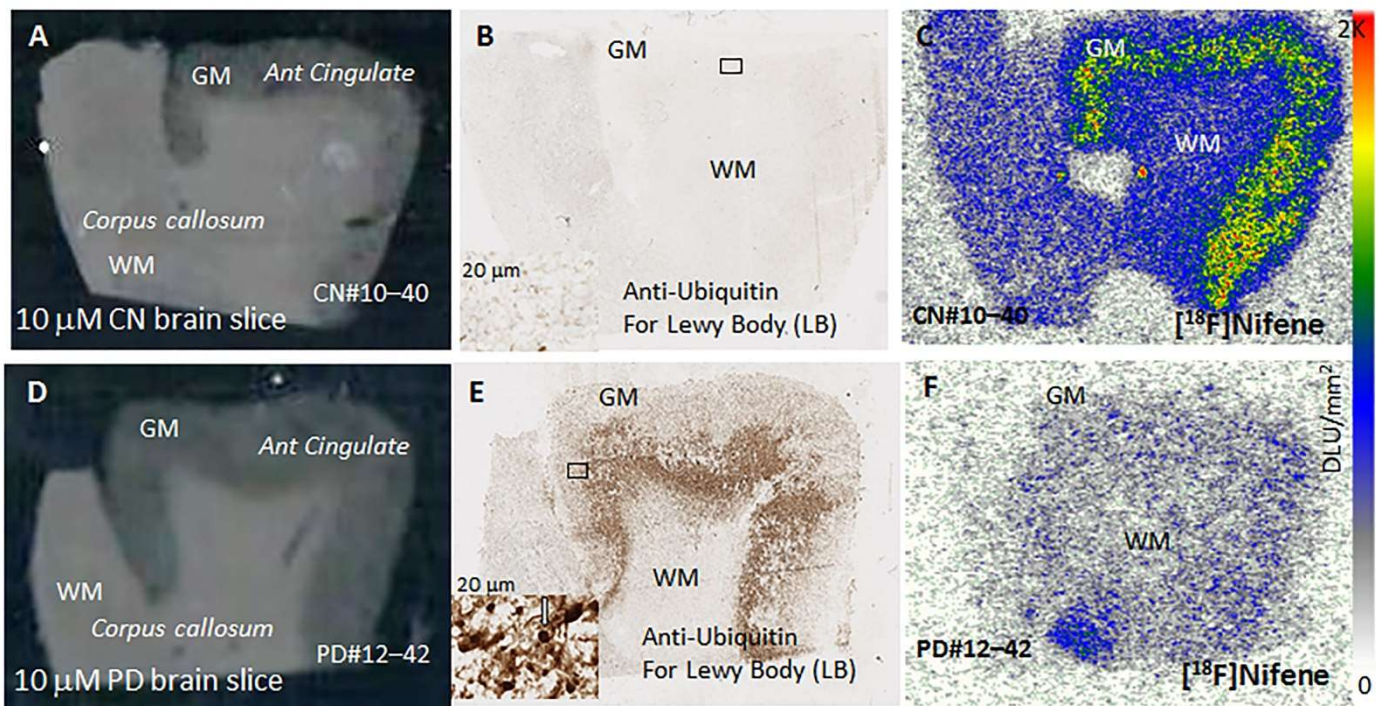 A
GM
Ant Cingulate
Corpus callosum
WM
CN#10–40
10 μM CN brain slice
B
GM
WM
20 μm
Anti-Ubiquitin
For Lewy Body (LB)
C
GM
WM
CN#10–40
[¹⁸F]Nifene
2K
D
GM
Ant Cingulate
WM
Corpus callosum
PD#12–42
10 μM PD brain slice
E
GM
WM
20 μm
Anti-Ubiquitin
For Lewy Body (LB)
F
GM
WM
PD#12–42
[¹⁸F]Nifene
DLU/mm²
0